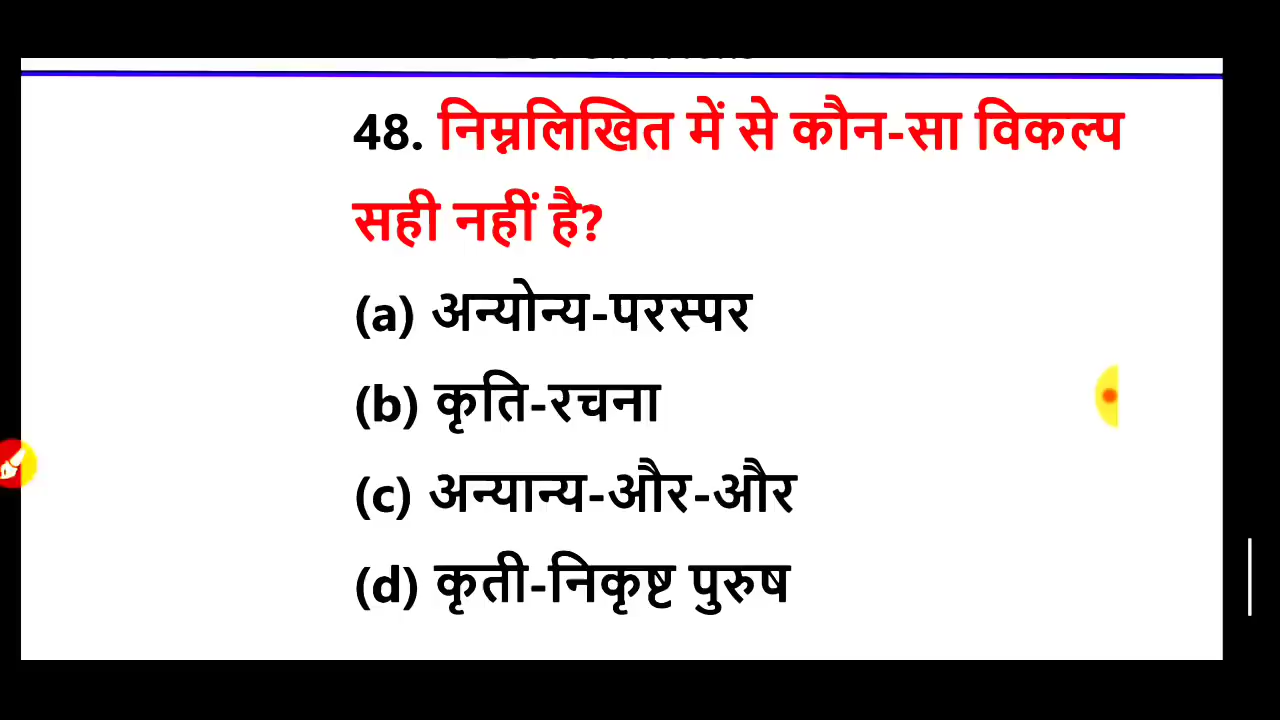 48. निम्नलिखित में से कौन-सा विकल्प
सही नहीं है?
(a) अन्योन्य-परस्पर
(b) कृति-रचना
(c) अन्यान्य-और-और
(d) कृती-निकृष्ट पुरुष